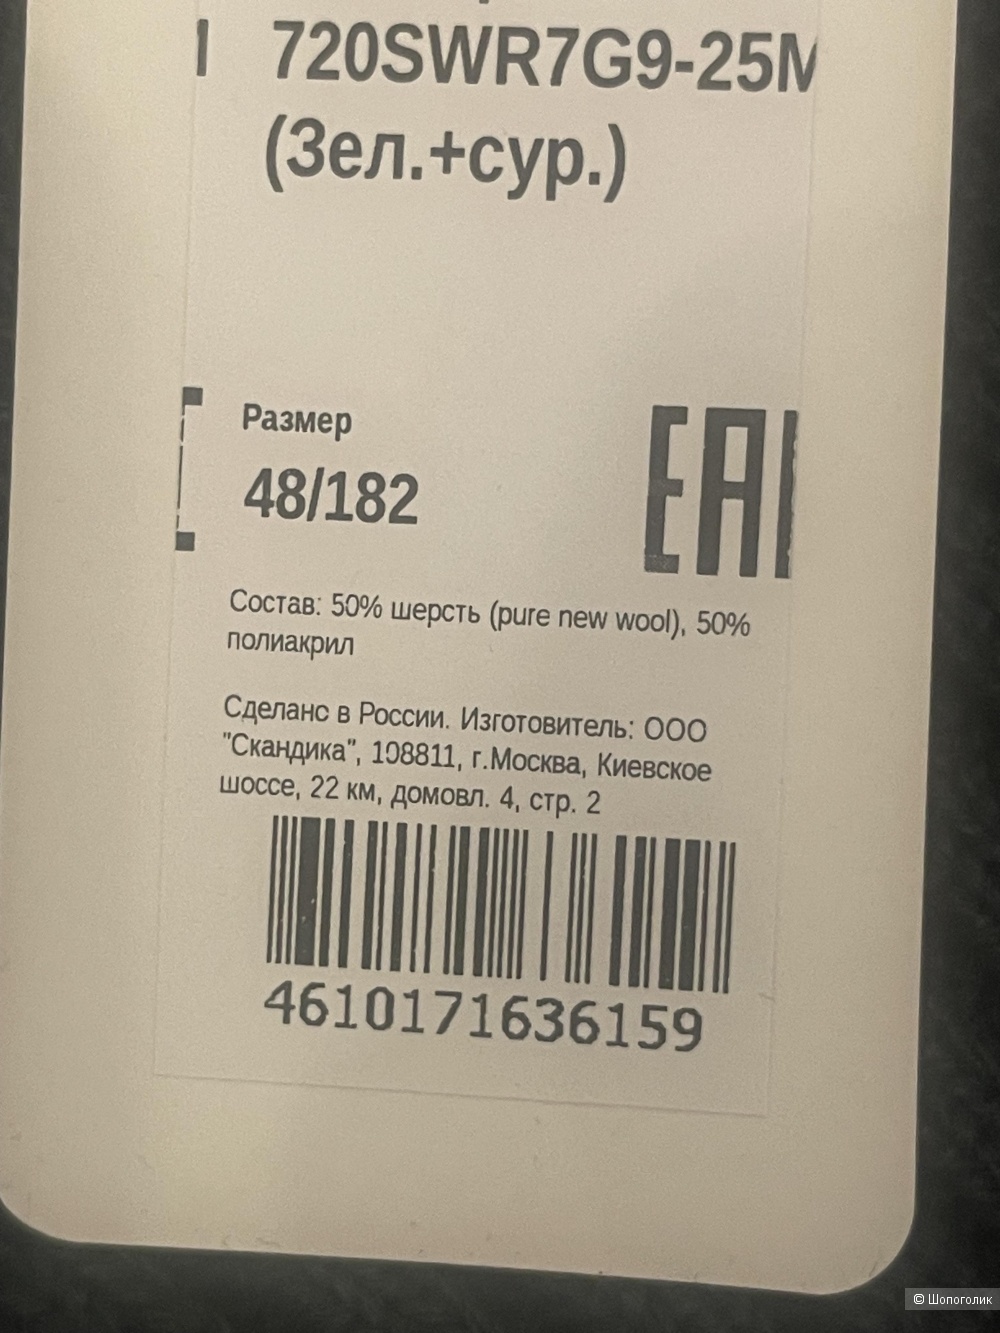 720SWR7G9-25M
(Зел.+сур.)
Размер
48/182
EAC
Состав: 50% шерсть (pure new wool), 50%
полиакрил
Сделанс в России. Изготовитель: ООО
"Скандика", 108811, г.Москва, Киевское
шоссе, 22 км, домовл. 4, стр. 2
4610171636159
© Шопоголик